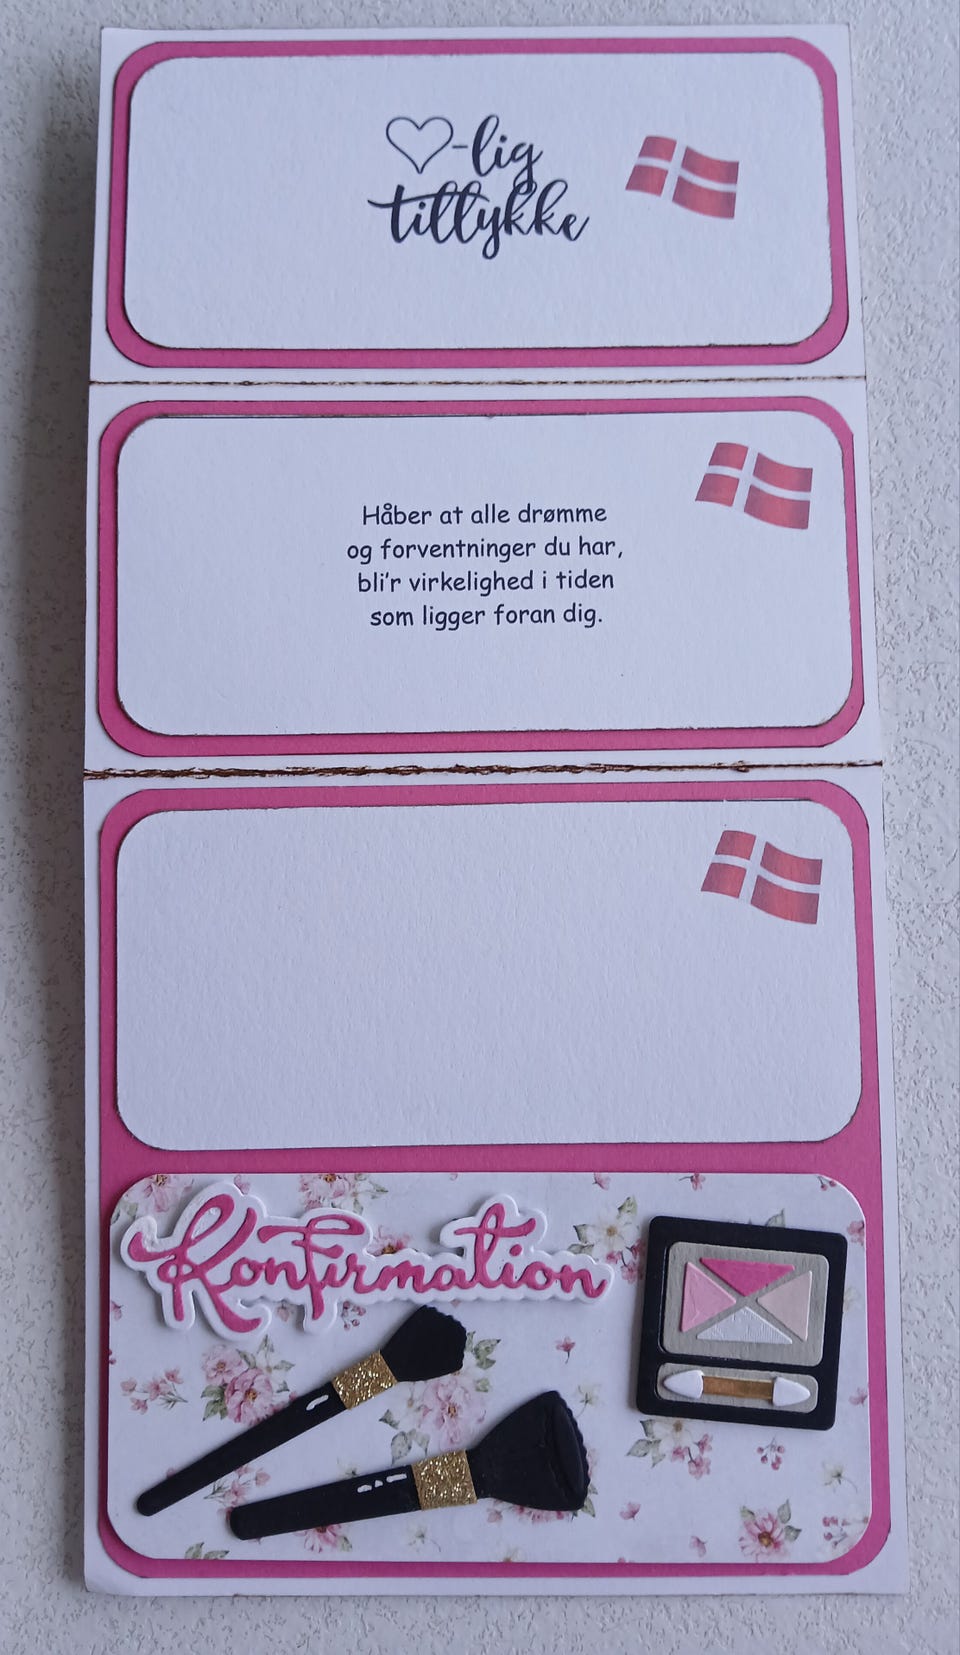 ♡-lig
tillykke
Håber at alle drømme
og forventninger du har,
bli'r virkelighed i tiden
som ligger foran dig.
Konfirmation